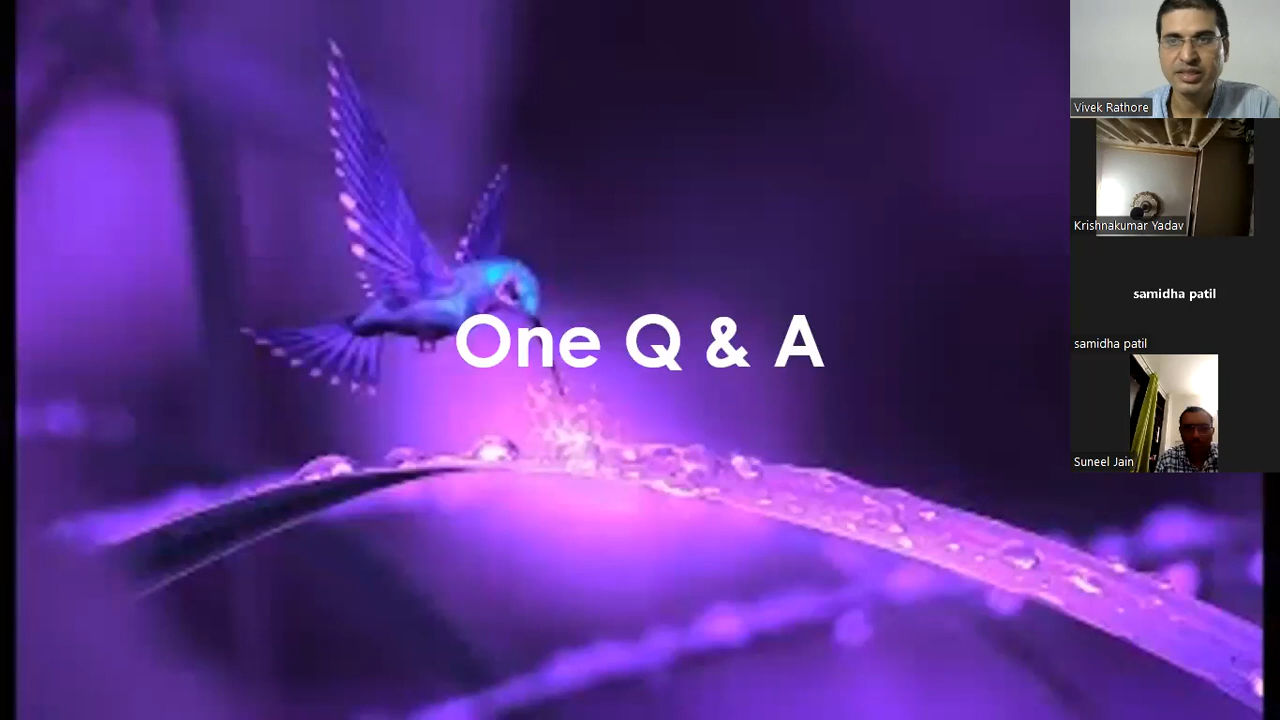 One Q & A
Vivek Rathore
Krishnakumar Yadav
samidha patil
samidha patil
Suneel Jain